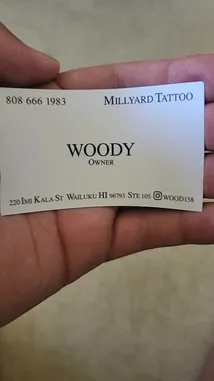 808 666 1983 MILLYARD TATTOO
WOODY
OWNER
220 IMI KALA ST WAILUKU HI 96793 STE 105 WOOD138